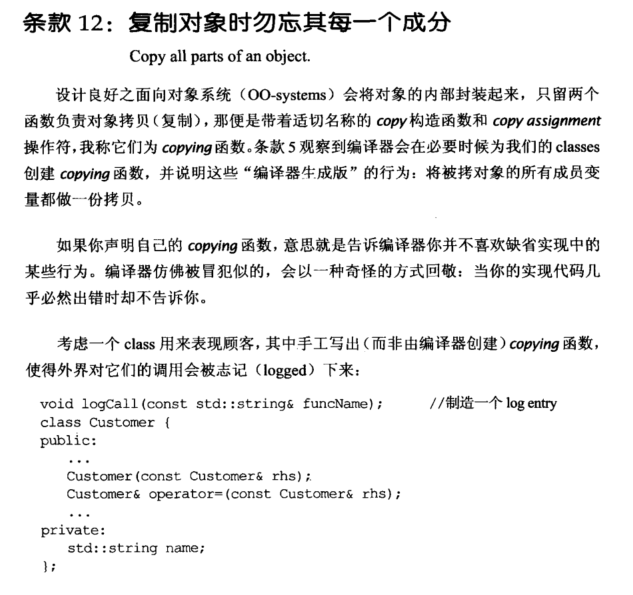 条款 12：复制对象时勿忘其每一个成分
Copy all parts of an object.
设计良好之面向对象系统（OO-systems）会将对象的内部封装起来，只留两个
函数负责对象拷贝（复制），那便是带着适切名称的 copy 构造函数和 copy assignment
操作符，我称它们为 copying 函数。条款 5 观察到编译器会在必要时候为我们的 classes
创建 copying 函数，并说明这些“编译器生成版”的行为：将被拷对象的所有成员变
量都做一份拷贝。
如果你声明自己的 copying 函数，意思就是告诉编译器你并不喜欢缺省实现中的
某些行为。编译器仿佛被冒犯似的，会以一种奇怪的方式回敬：当你的实现代码几
乎必然出错时却不告诉你。
考虑一个 class 用来表现顾客，其中手工写出（而非由编译器创建）copying 函数，
使得外界对它们的调用会被志记（logged）下来：
void logCall(const std::string& funcName);　　//制造一个 log entry
class Customer {
public:
...
Customer(const Customer& rhs);
Customer& operator=(const Customer& rhs);
...
private:
std::string name;
};